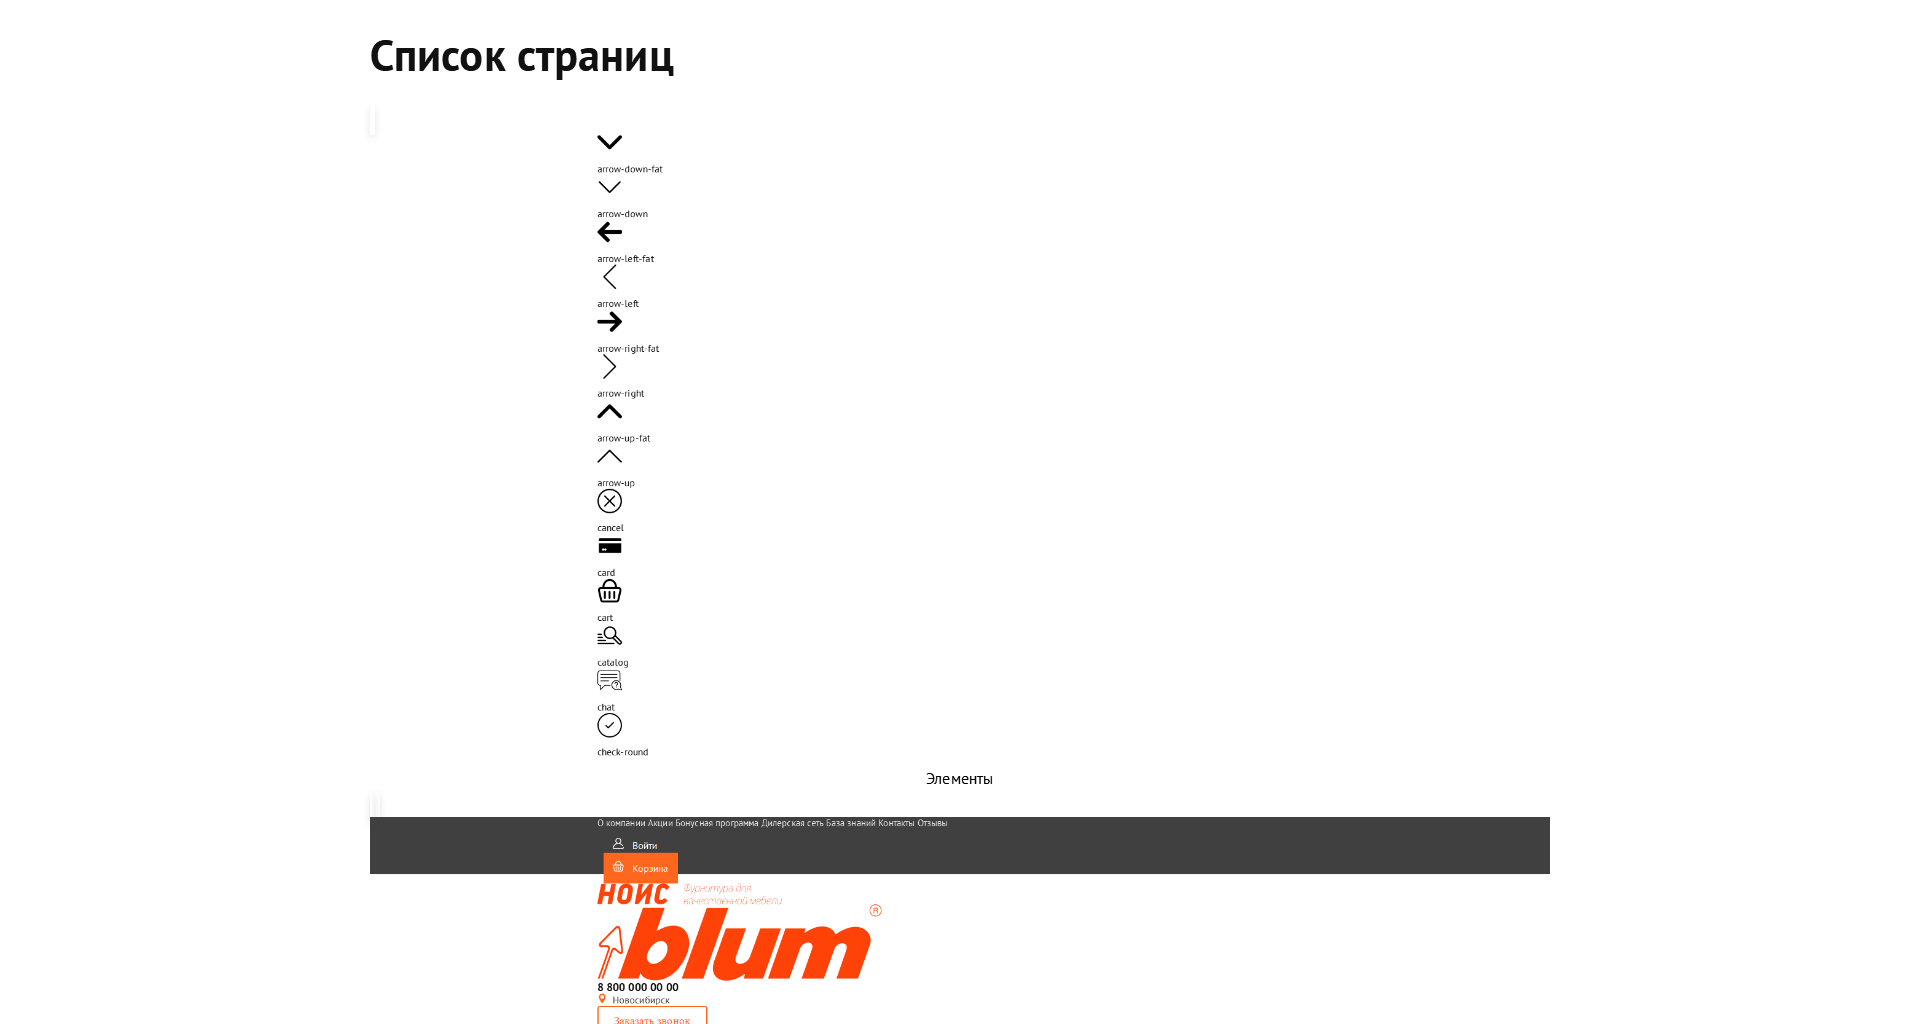 Список страниц
arrow-down-fat
arrow-down
arrow-left-fat
arrow-left
arrow-right-fat
arrow-right
arrow-up-fat
arrow-up
cancel
card
cart
catalog
chat
check-round
Элементы
О компании Акции Бонусная программа Дилерская сеть База знаний Контакты Отзывы
Войти
Корзина
НОИС
Фурнитура для
качественной мебели
blum®
8 800 000 00 00
Новосибирск
Заказать звонок